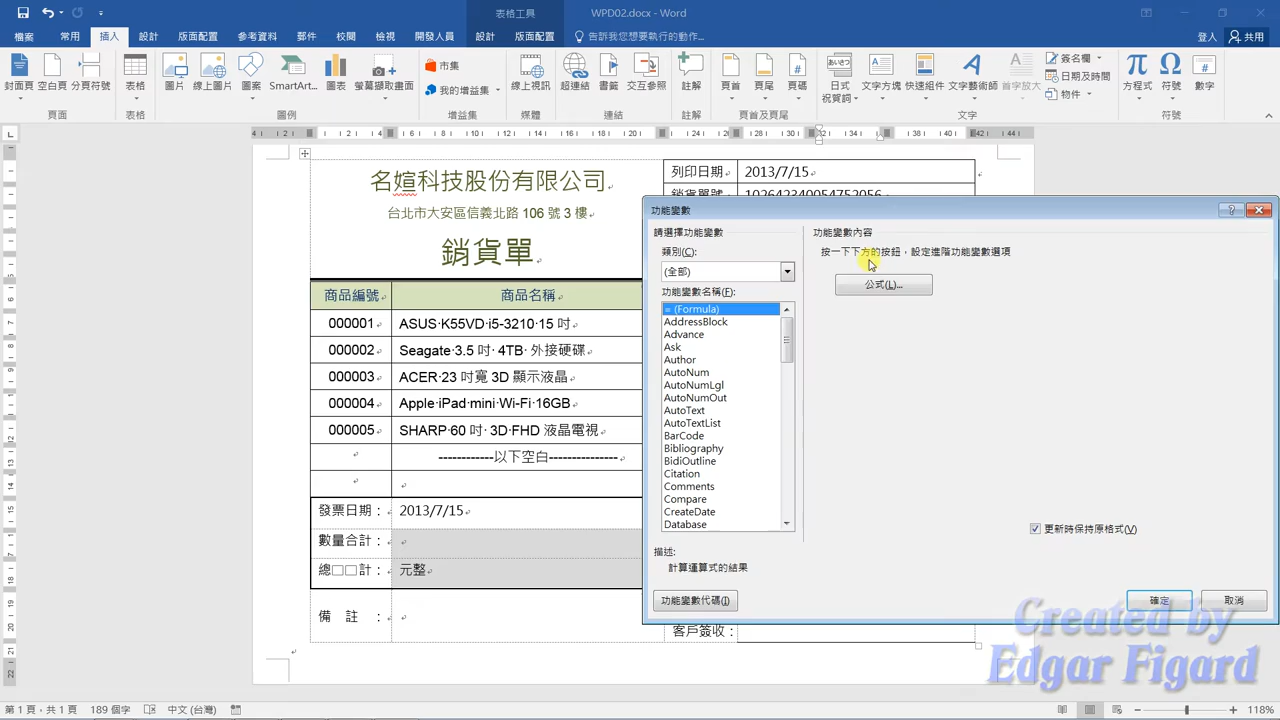 表格工具
WPD02.docx - Word
檔案 常用 插入 設計 版面配置 參考資料 郵件 校閱 檢視 開發人員 設計 版面配置 告訴我您想要執行的動作... 登入 共用
封面頁 空白頁 分頁符號 表格 圖片 線上圖片 圖案 SmartArt... 圖表 螢幕擷取畫面 市集 我的增益集 線上視訊 超連結 書籤 交互參照 註解 頁首 頁尾 頁碼 日式祝賀詞 文字方塊 快速組件 文字藝術師 首字放大 簽名欄 日期及時間 物件 方程式 符號 數字
頁面 表格 圖例 增益集 媒體 連結 註解 頁首及頁尾 文字 符號
名媗科技股份有限公司
台北市大安區信義北路 106 號 3 樓
銷貨單
列印日期 2013/7/15
銷貨單號 102642340054752056
商品編號 商品名稱
000001 ASUS K55VD i5-3210 15 吋
000002 Seagate 3.5 吋 4TB 外接硬碟
000003 ACER 23 吋寬 3D 顯示液晶
000004 Apple iPad mini Wi-Fi 16GB
000005 SHARP 60 吋 3D FHD 液晶電視
------------以下空白---------------
發票日期： 2013/7/15
數量合計：
總□□計： 元整
備 註 ：
客戶簽收：
功能變數
請選擇功能變數
類別(C):
(全部)
功能變數名稱(F):
= (Formula)
AddressBlock
Advance
Ask
Author
AutoNum
AutoNumLgl
AutoNumOut
AutoText
AutoTextList
BarCode
Bibliography
BidiOutline
Citation
Comments
Compare
CreateDate
Database
功能變數內容
按一下下方的按鈕，設定進階功能變數選項
公式(L)...
更新時保持原格式(V)
描述:
計算運算式的結果
功能變數代碼(I)
確定
取消
Created by
Edgar Figard
第 1 頁，共 1 頁 189 個字 中文 (台灣) 118%